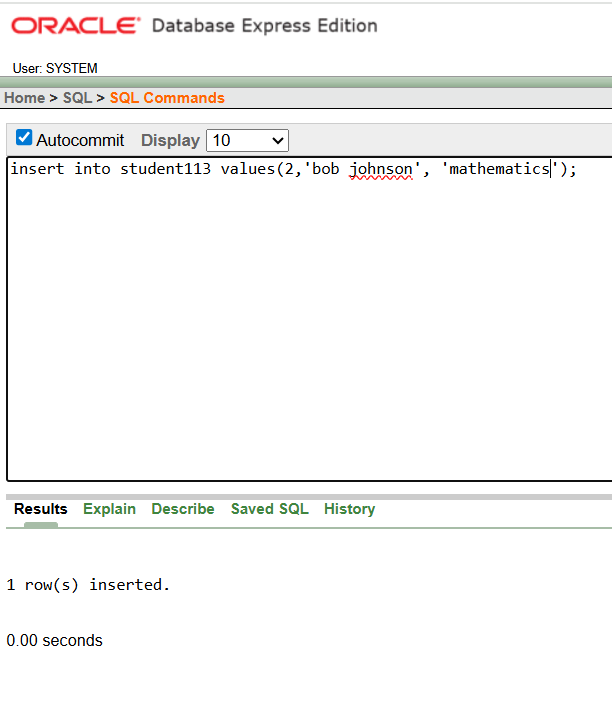 ORACLE® Database Express Edition
User: SYSTEM
Home > SQL > SQL Commands
Autocommit Display 10
insert into student113 values(2,'bob johnson', 'mathematics');
Results Explain Describe Saved SQL History
1 row(s) inserted.
0.00 seconds